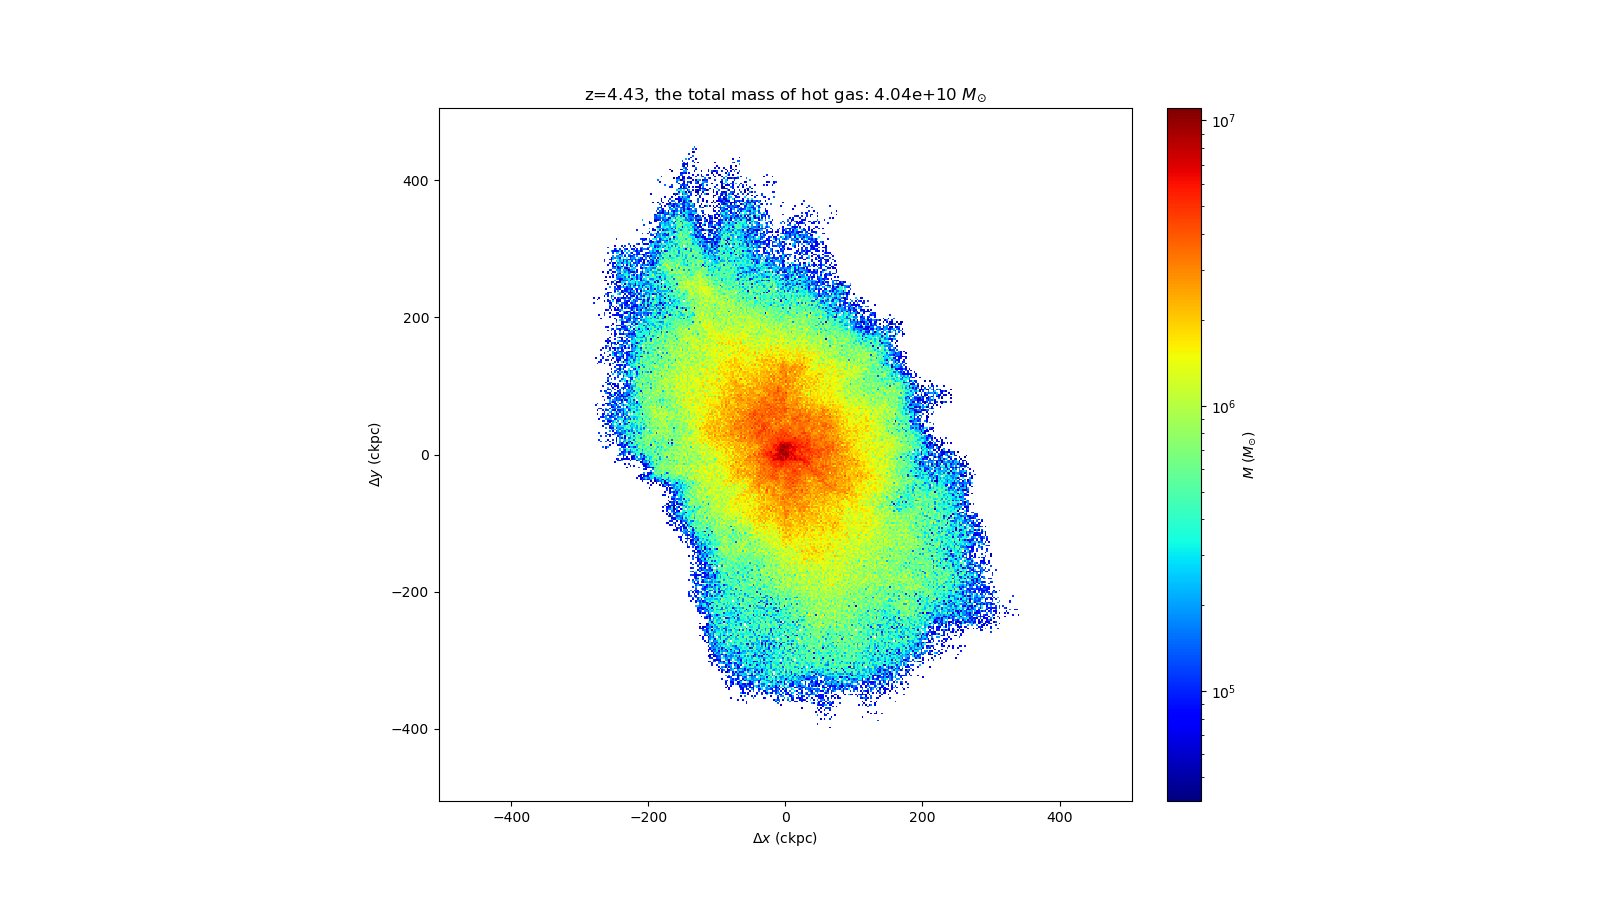 z=4.43, the total mass of hot gas: 4.04e+10 M⊙
400
200
0
−200
−400
Δy (ckpc)
−400 −200 0 200 400
Δx (ckpc)
10⁷
10⁶
10⁵
M (M⊙)